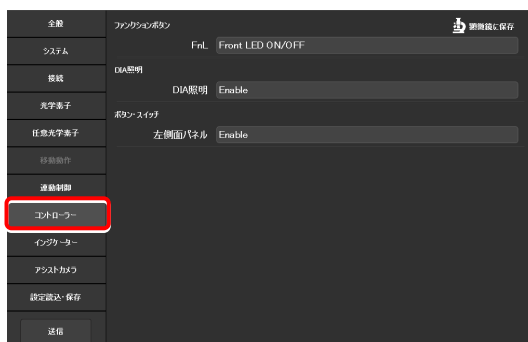 全般
システム
接続
光学素子
任意光学素子
移動動作
連動制御
コントローラー
インジケーター
アシストカメラ
設定読込・保存
送信
ファンクションボタン
顕微鏡に保存
FnL Front LED ON/OFF
DIA照明
DIA照明 Enable
ボタン・スイッチ
左側面パネル Enable